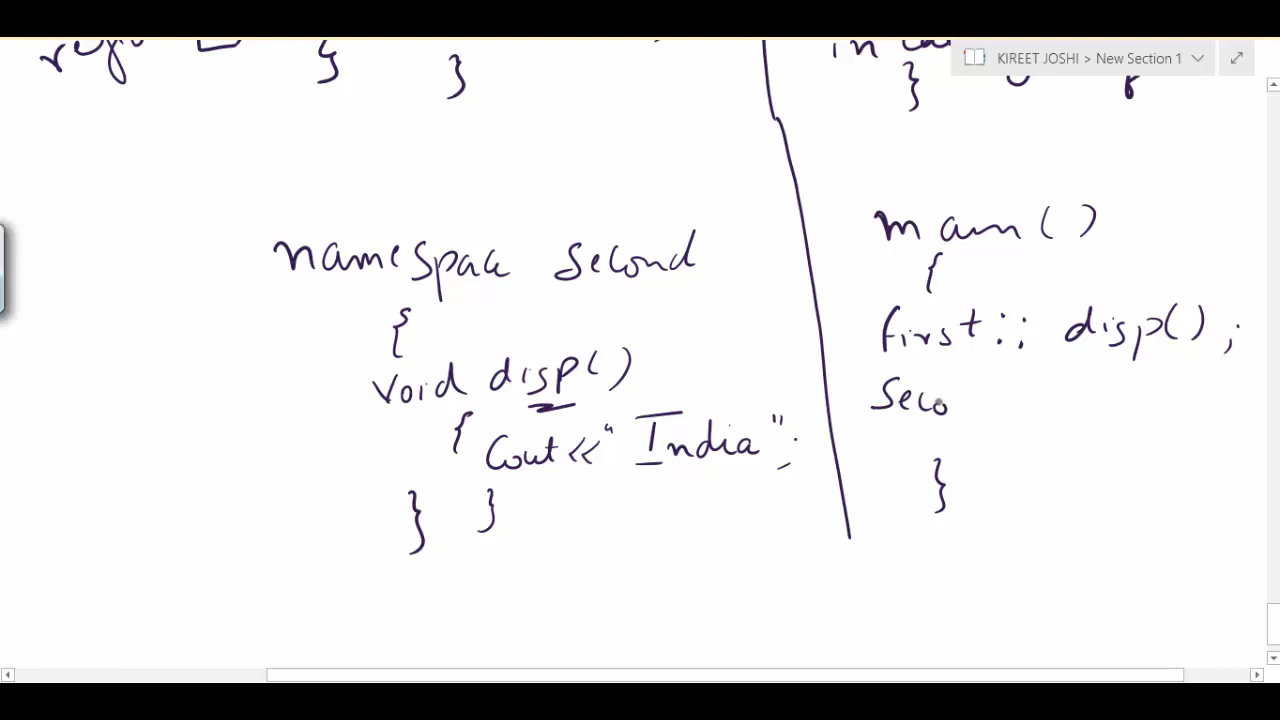 KIREET JOSHI > New Section 1
}
}
}
namespace second
{
void disp()
{ Cout<<"India";
} }
main()
{
first:: disp();
Seco
}